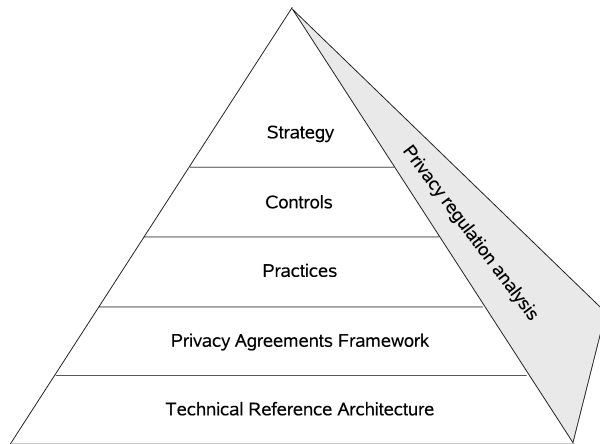 Strategy
Controls
Practices
Privacy Agreements Framework
Technical Reference Architecture
Privacy regulation analysis